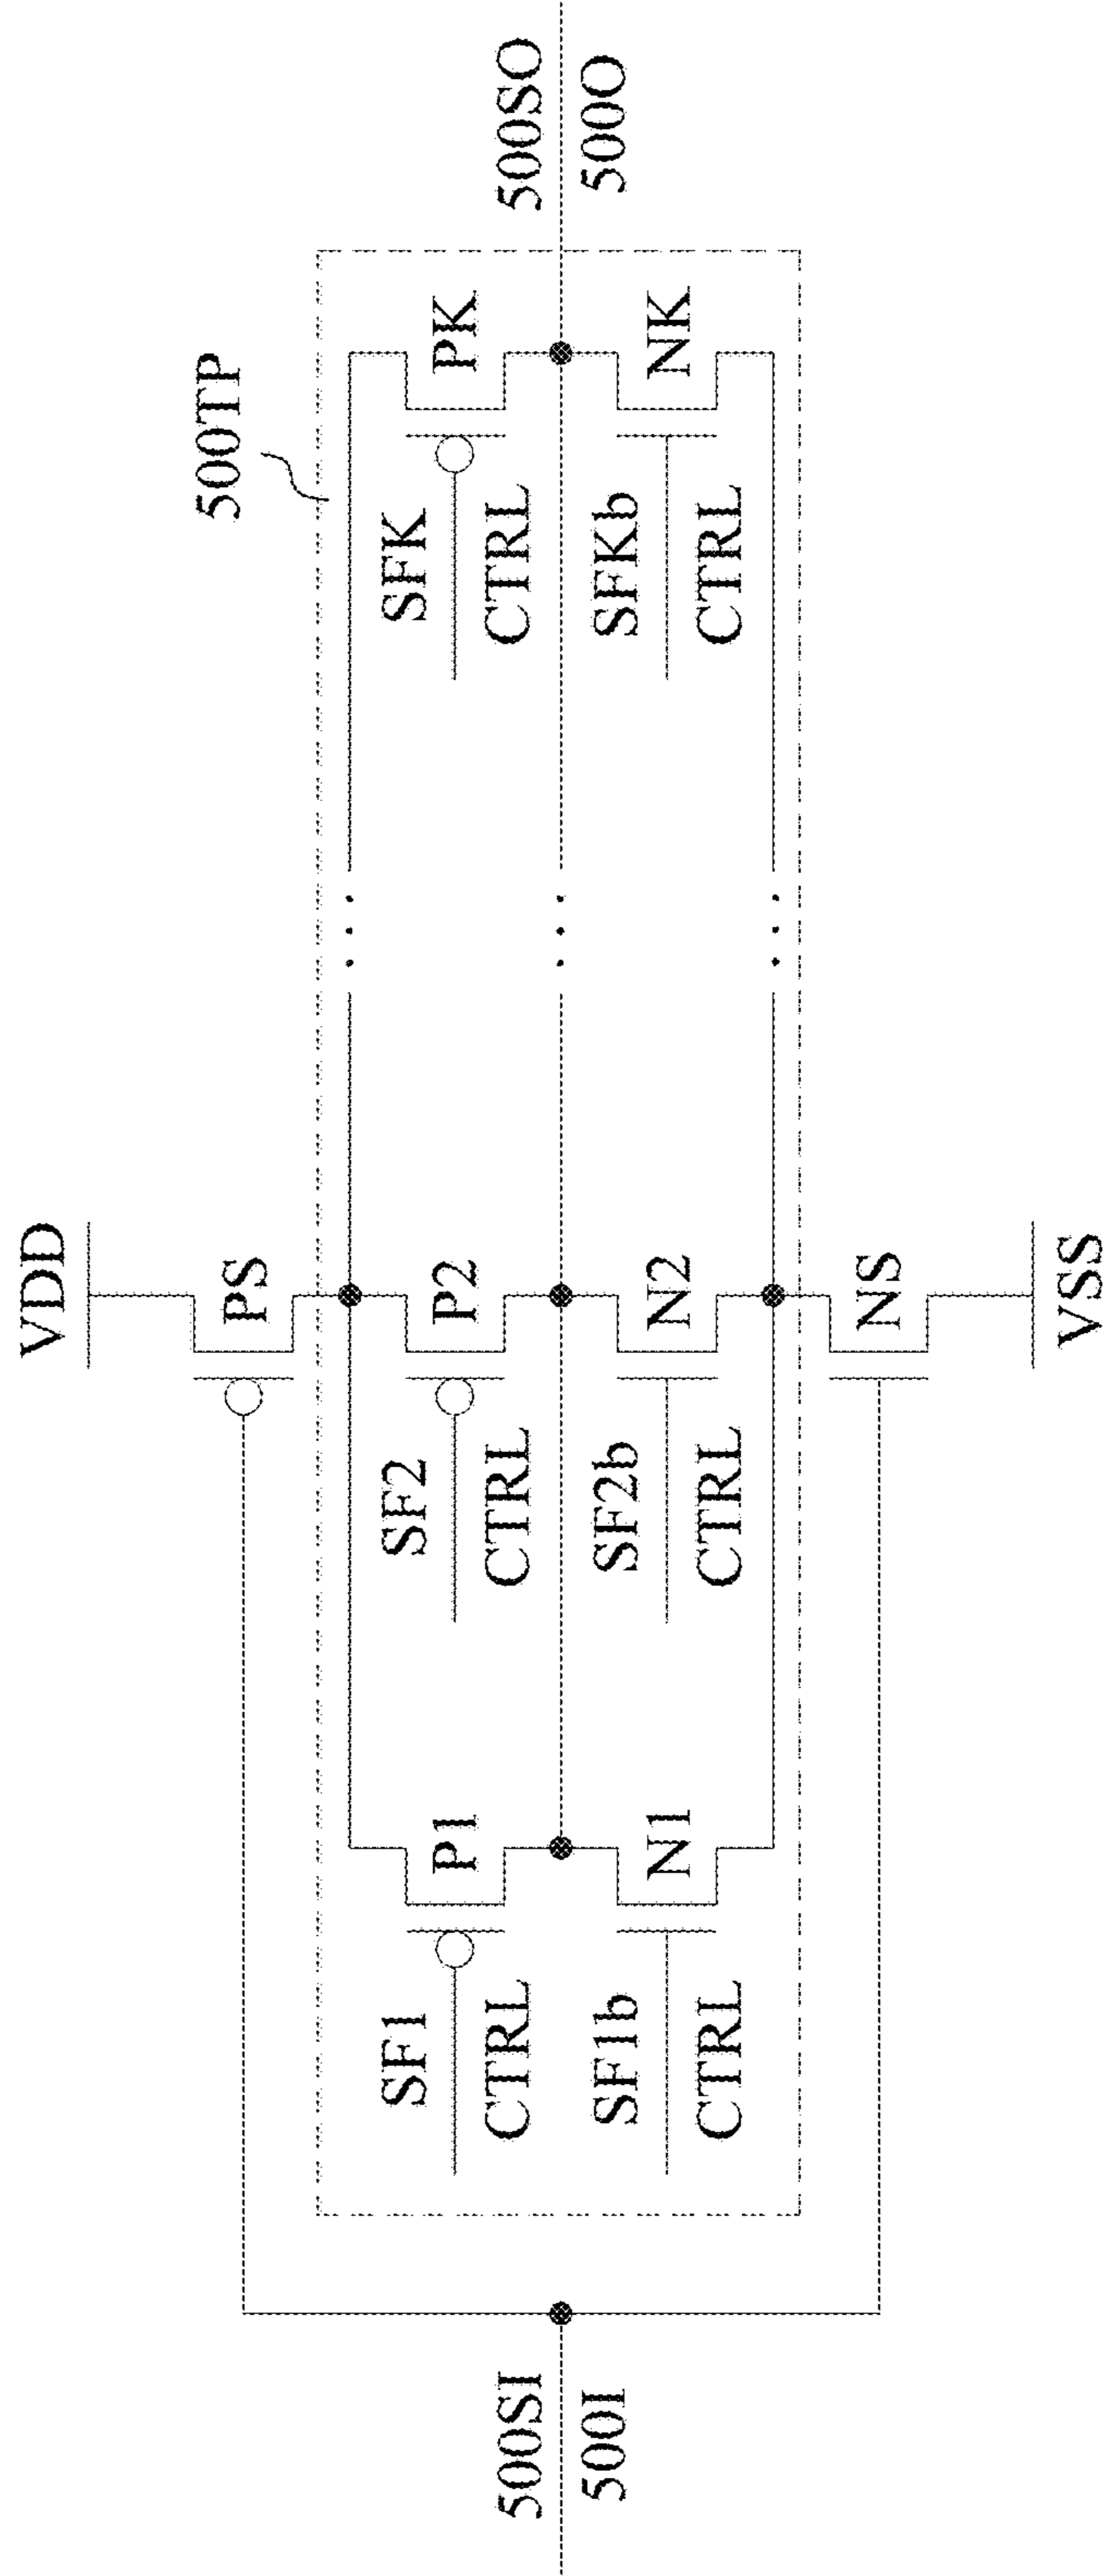 VDD
PS
500TP
SF1
CTRL
P1
SF2
CTRL
P2
SFK
CTRL
PK
500SI
500I
500SO
500O
SF1b
CTRL
N1
SF2b
CTRL
N2
SFKb
CTRL
NK
NS
VSS